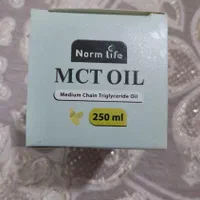 Norm Life
MCT OIL
Medium Chain Triglyceride Oil
250 ml